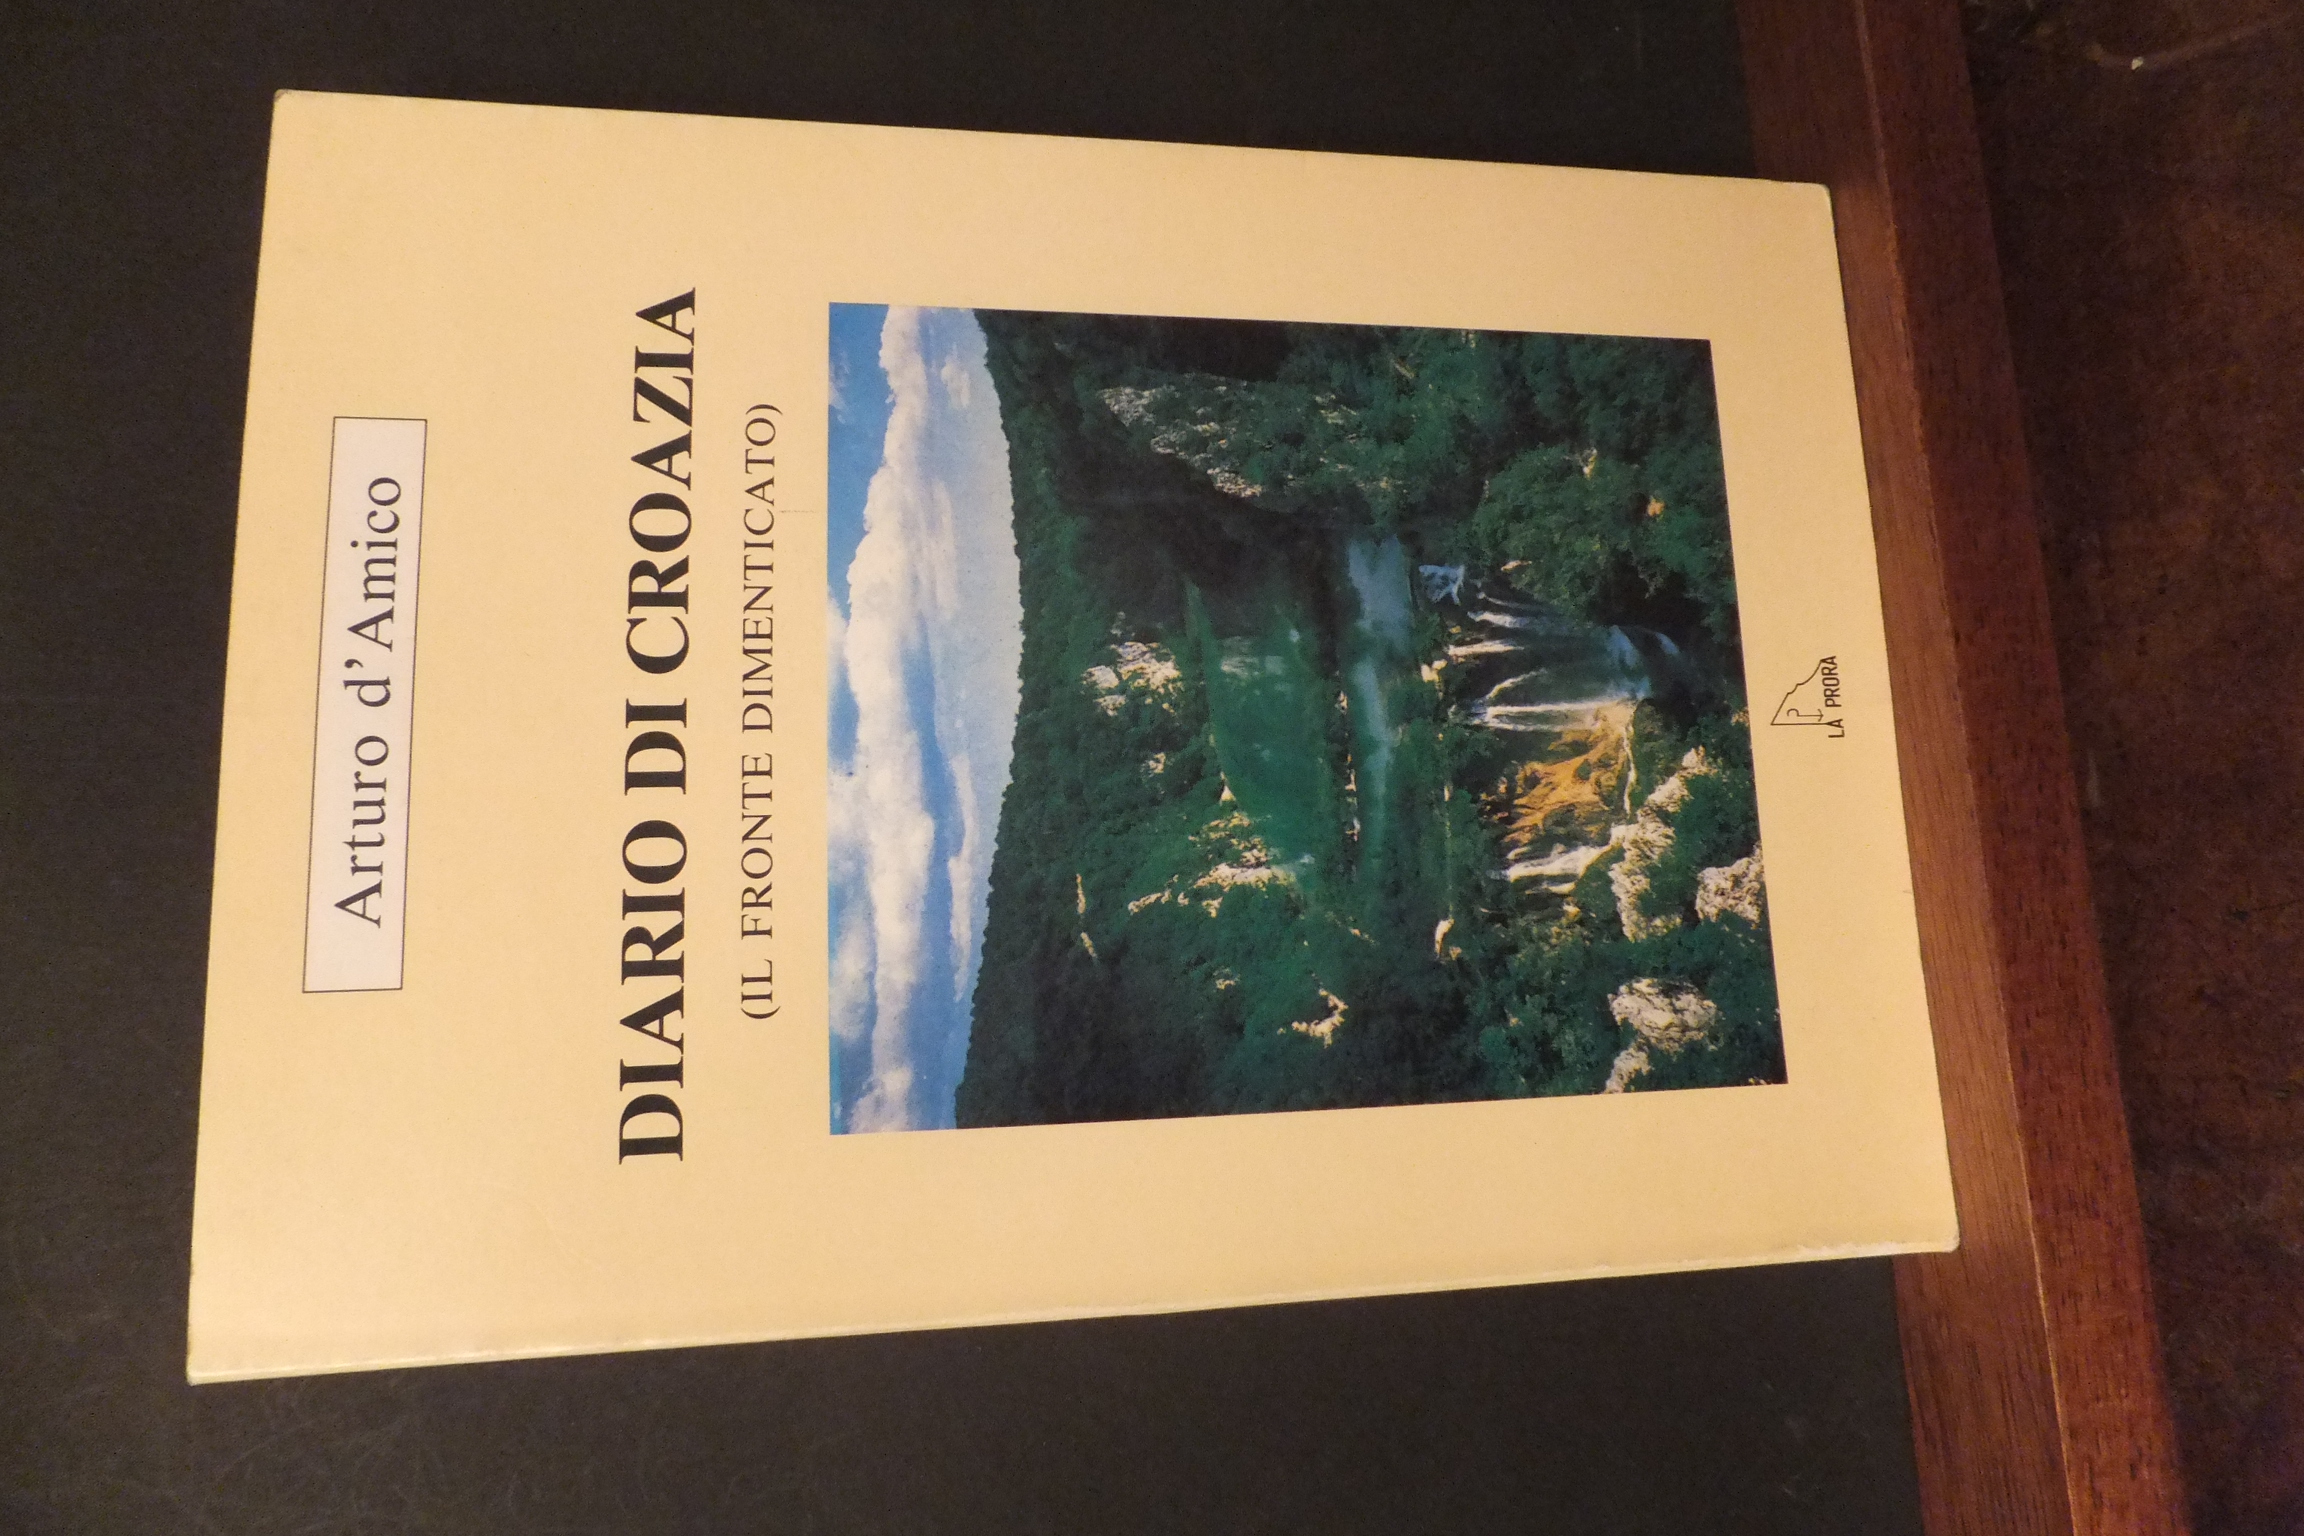 Arturo d'Amico
DIARIO DI CROAZIA
(IL FRONTE DIMENTICATO)
P
LA PRORA